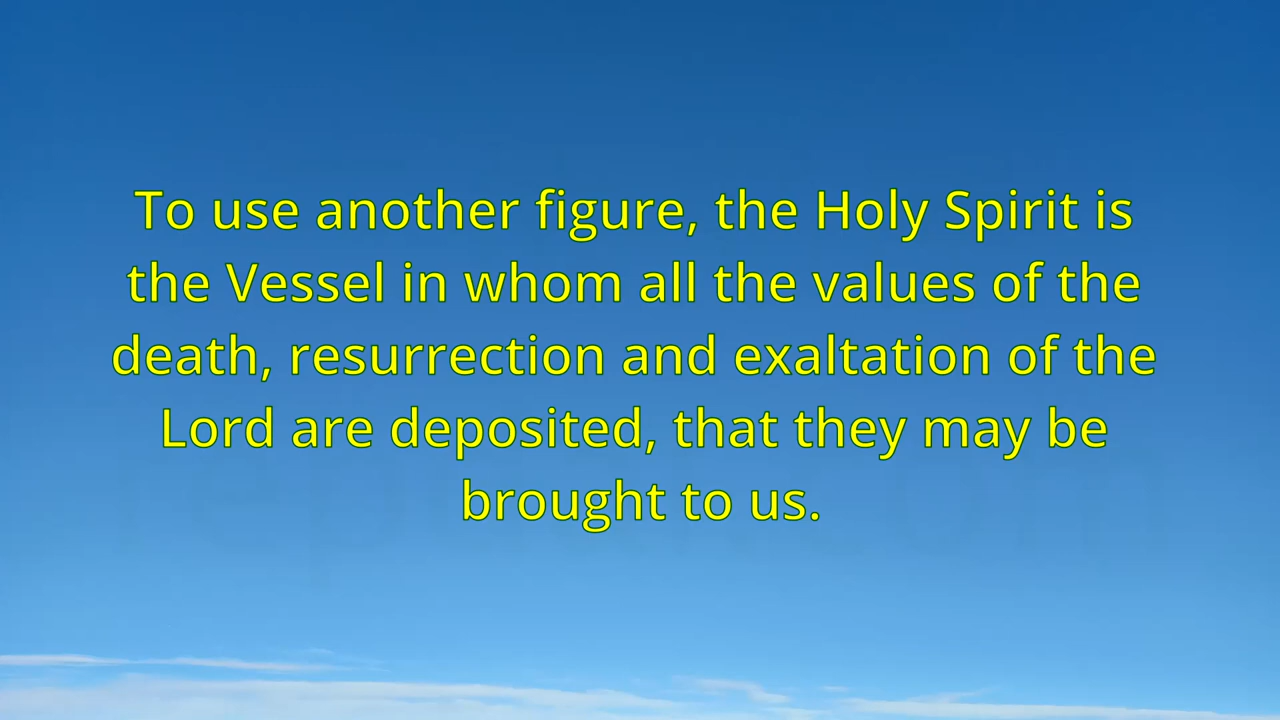 To use another figure, the Holy Spirit is
the Vessel in whom all the values of the
death, resurrection and exaltation of the
Lord are deposited, that they may be
brought to us.